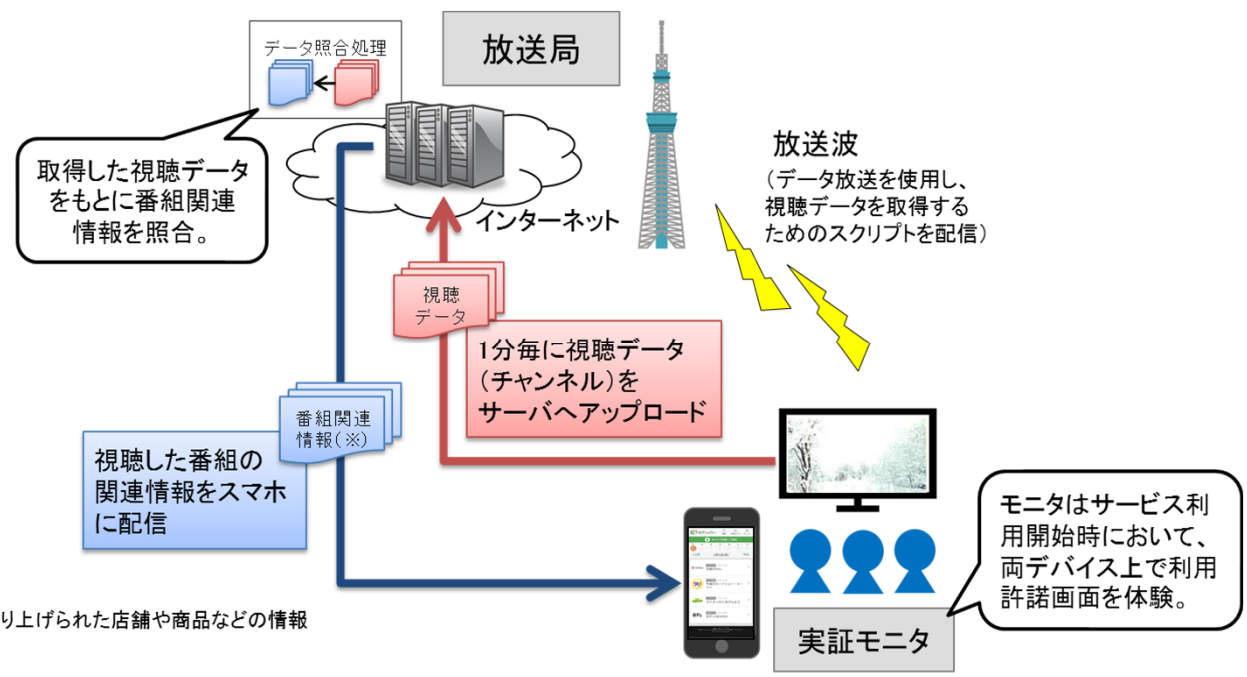 データ照合処理
放送局
取得した視聴データ
をもとに番組関連
情報を照合。
インターネット
放送波
（データ放送を使用し、
視聴データを取得する
ためのスクリプトを配信）
視聴
データ
1分毎に視聴データ
（チャンネル）を
サーバへアップロード
番組関連
情報（※）
視聴した番組の
関連情報をスマホ
に配信
モニタはサービス利
用開始時において、
両デバイス上で利用
許諾画面を体験。
実証モニタ
り上げられた店舗や商品などの情報